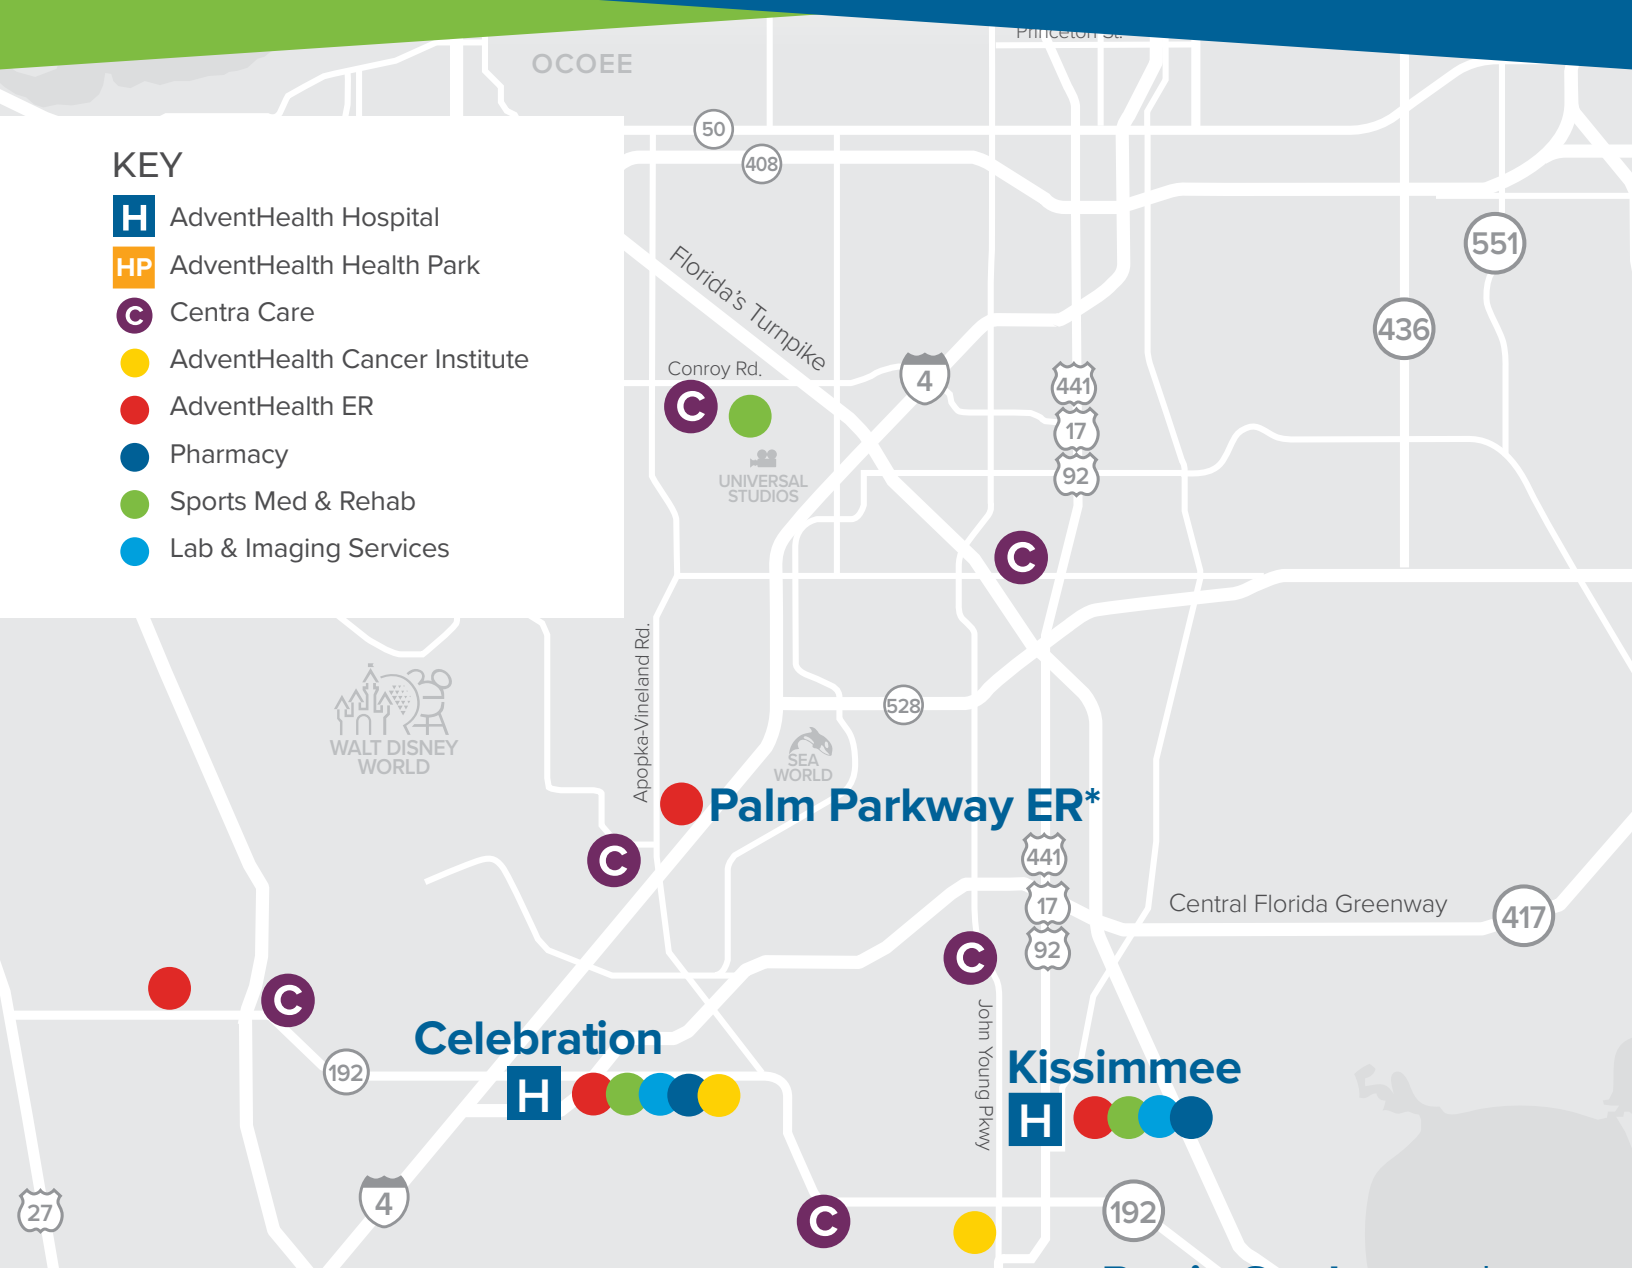 Princeton St.
OCOEE
50
408
KEY
H AdventHealth Hospital
HP AdventHealth Health Park
C Centra Care
AdventHealth Cancer Institute
AdventHealth ER
Pharmacy
Sports Med & Rehab
Lab & Imaging Services
551
436
Florida's Turnpike
Conroy Rd.
4
441
17
92
C
UNIVERSAL
STUDIOS
C
Apopka-Vineland Rd.
528
WALT DISNEY
WORLD
SEA
WORLD
Palm Parkway ER*
441
17
92
C
Central Florida Greenway
417
C
C
John Young Pkwy
Celebration
H
192
Kissimmee
H
27
4
C
192